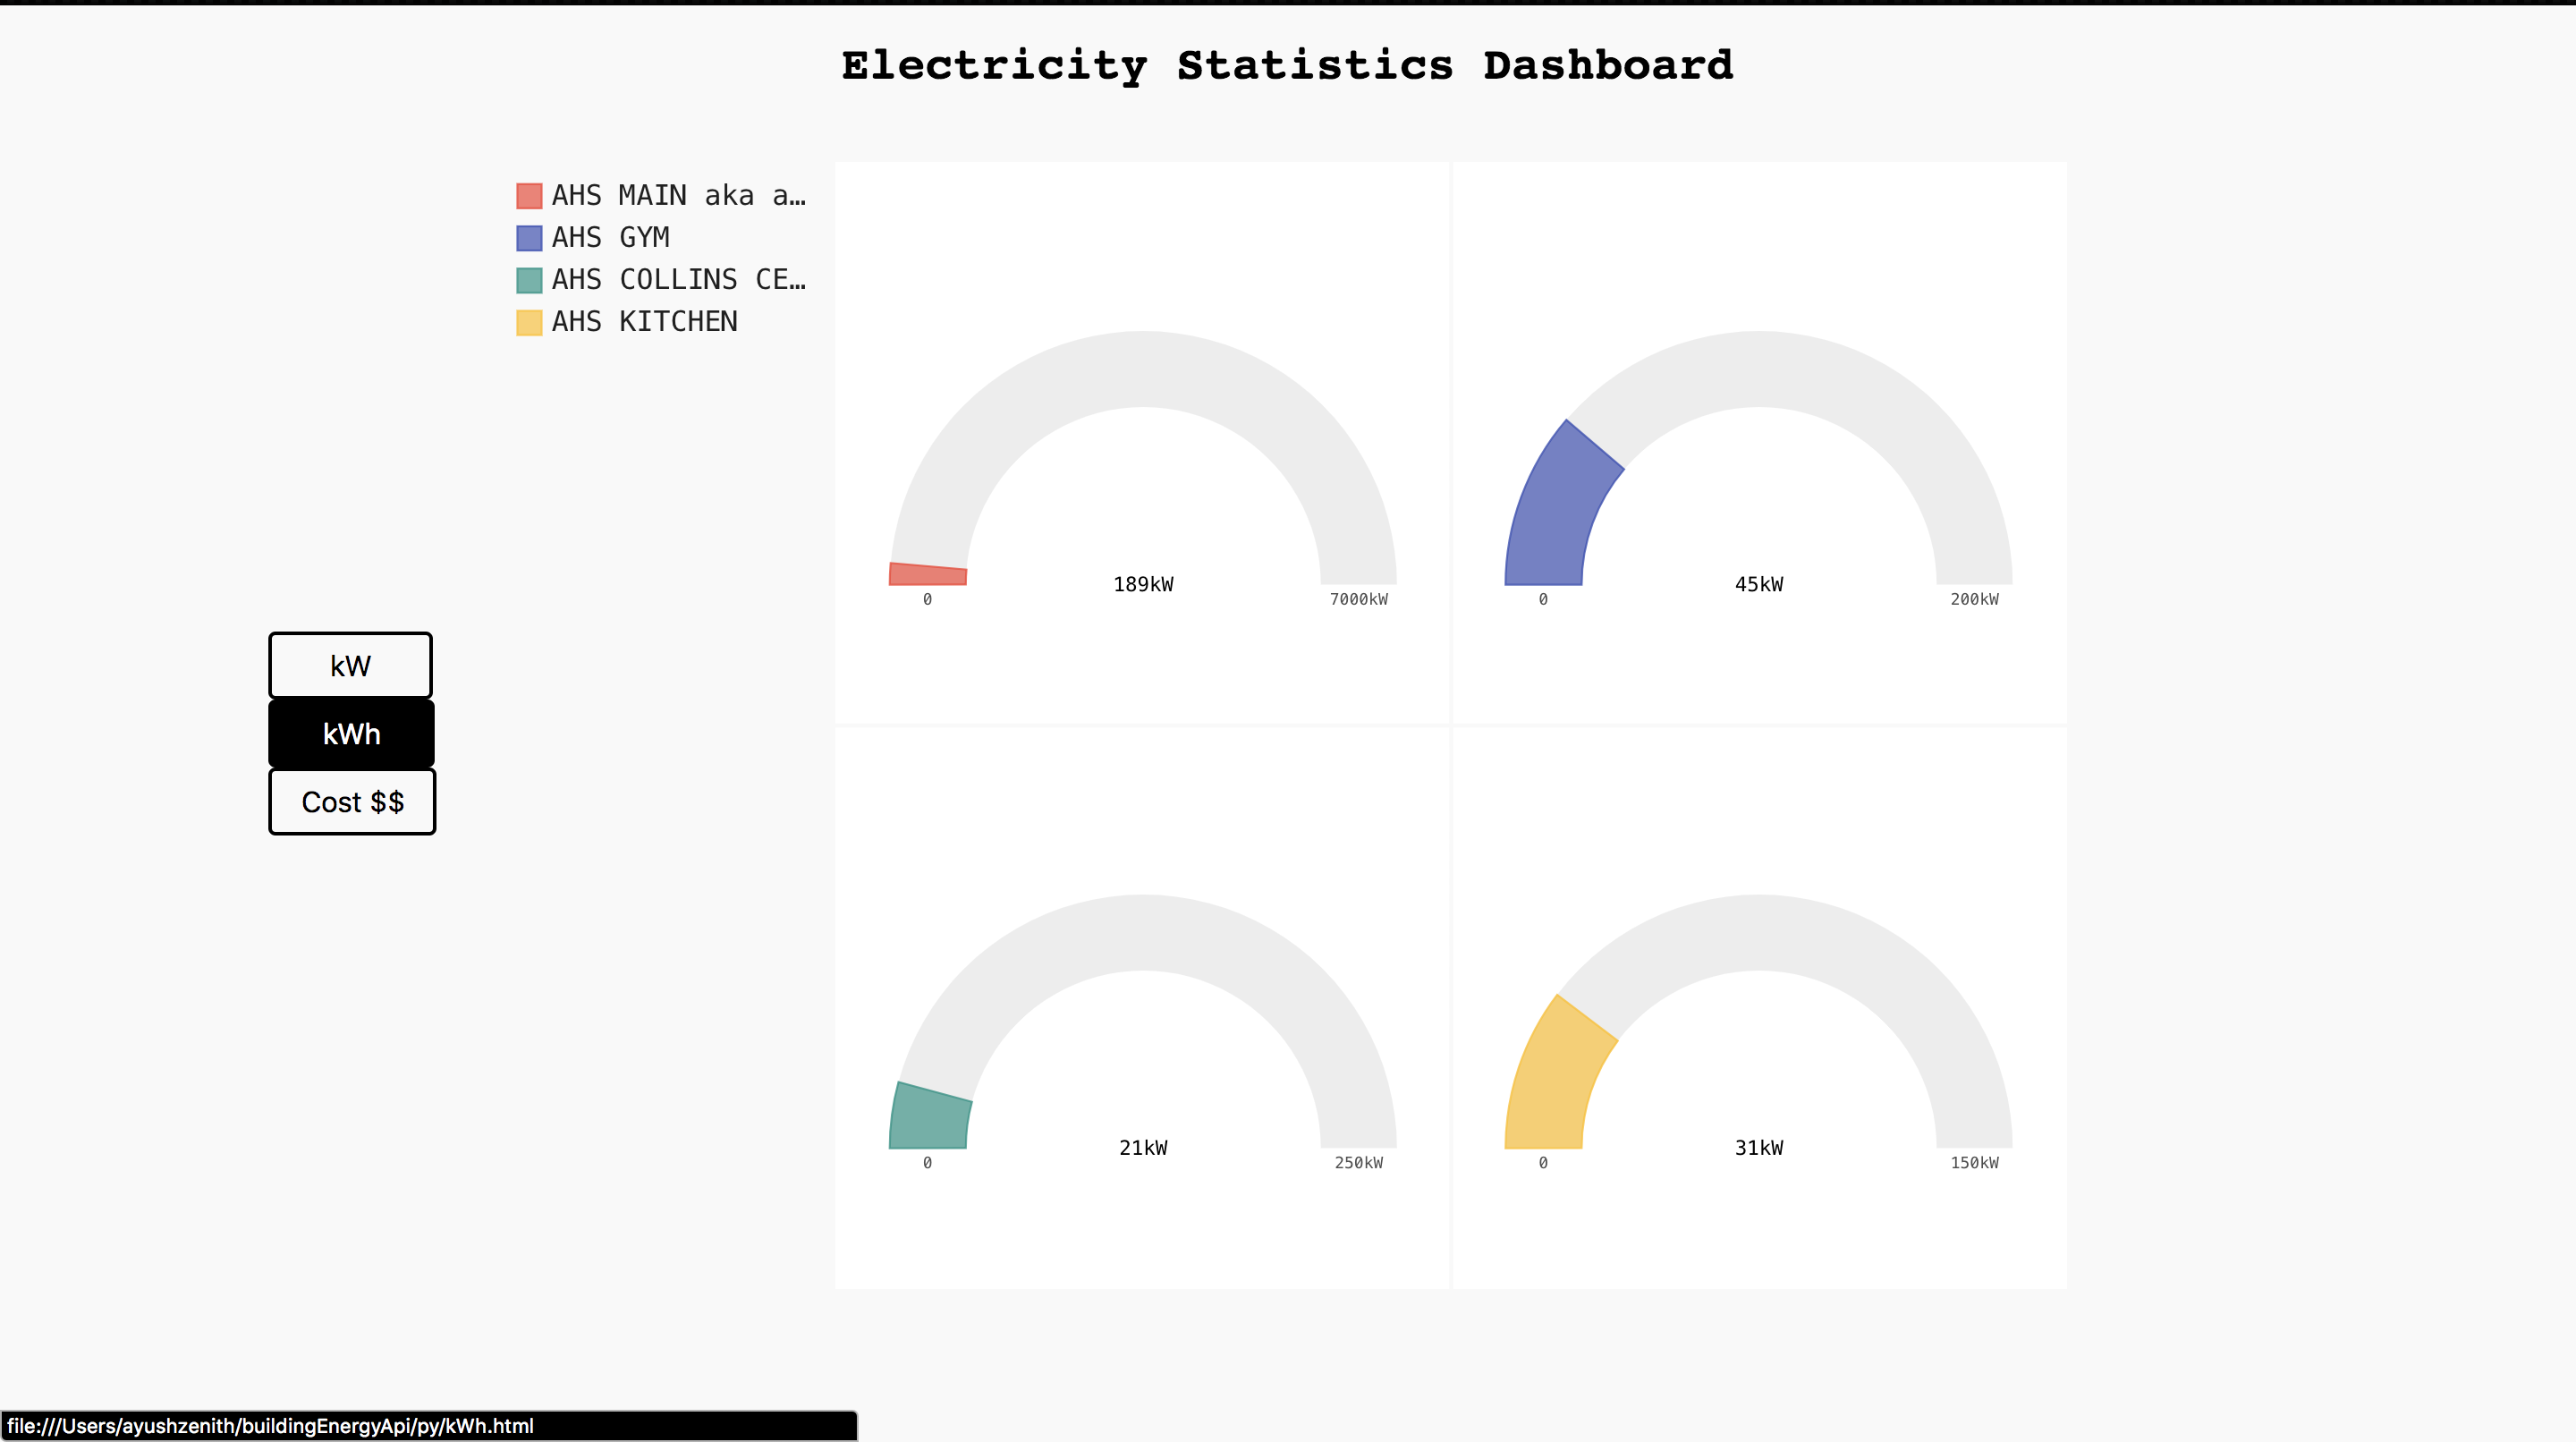 Electricity Statistics Dashboard
AHS MAIN aka a…
AHS GYM
AHS COLLINS CE…
AHS KITCHEN
189kW
0
7000kW
45kW
0
200kW
kW
kWh
Cost $$
21kW
0
250kW
31kW
0
150kW
file:///Users/ayushzenith/buildingEnergyApi/py/kWh.html